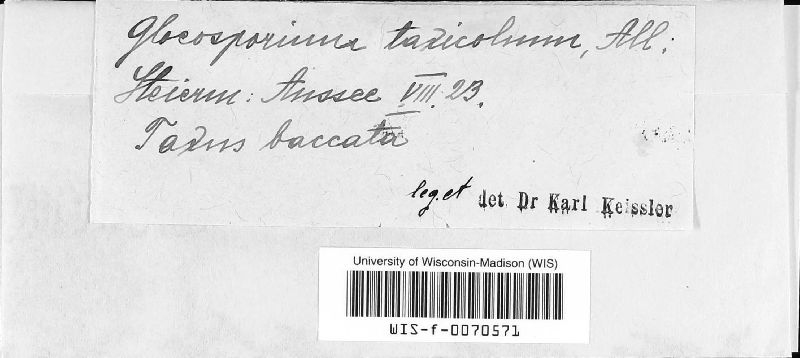 Gloeosporium taxicolum, All:
Steierm: Aussee VIII. 23.
Taxus baccata
leg. et det Dr Karl Keissler
University of Wisconsin-Madison (WIS)
WIS-f-0070571